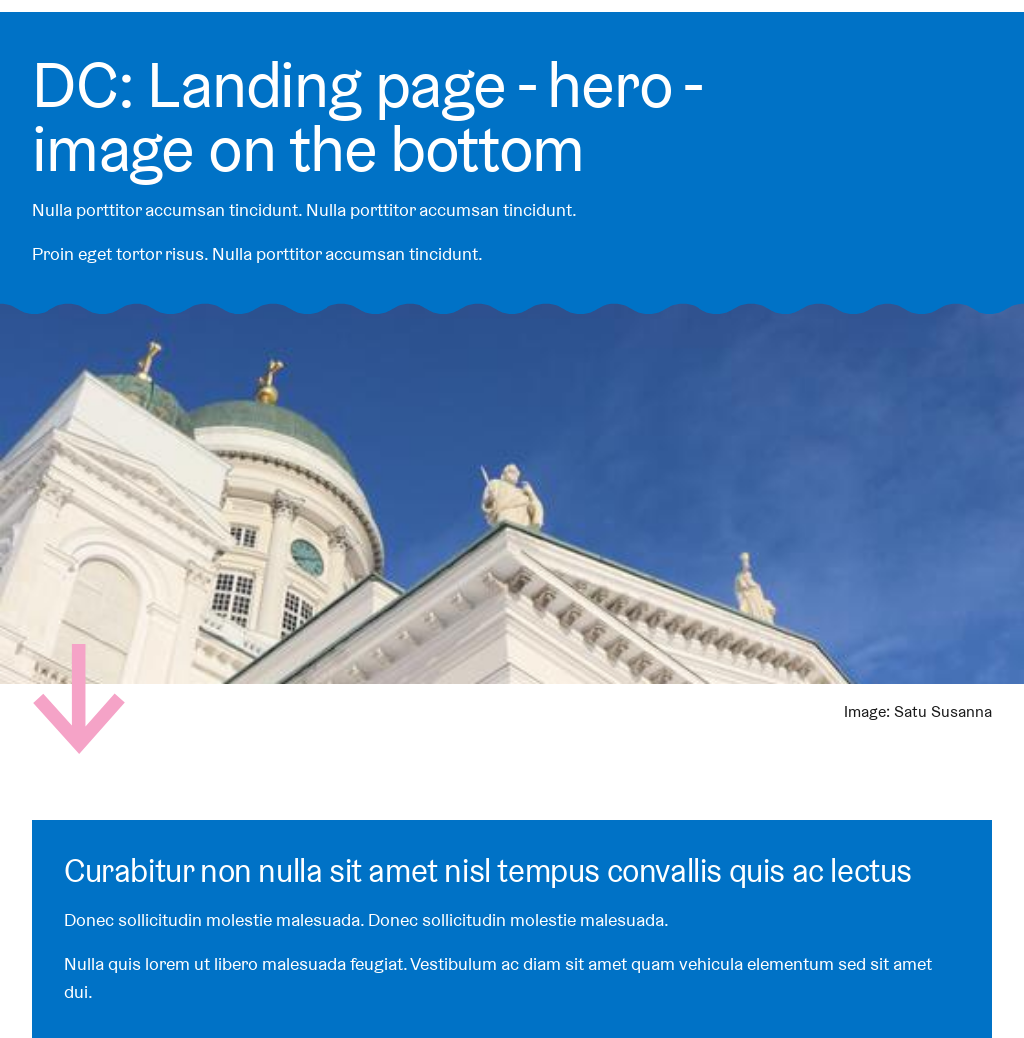 DC: Landing page - hero -
image on the bottom
Nulla porttitor accumsan tincidunt. Nulla porttitor accumsan tincidunt.
Proin eget tortor risus. Nulla porttitor accumsan tincidunt.
Image: Satu Susanna
Curabitur non nulla sit amet nisl tempus convallis quis ac lectus
Donec sollicitudin molestie malesuada. Donec sollicitudin molestie malesuada.
Nulla quis lorem ut libero malesuada feugiat. Vestibulum ac diam sit amet quam vehicula elementum sed sit amet
dui.